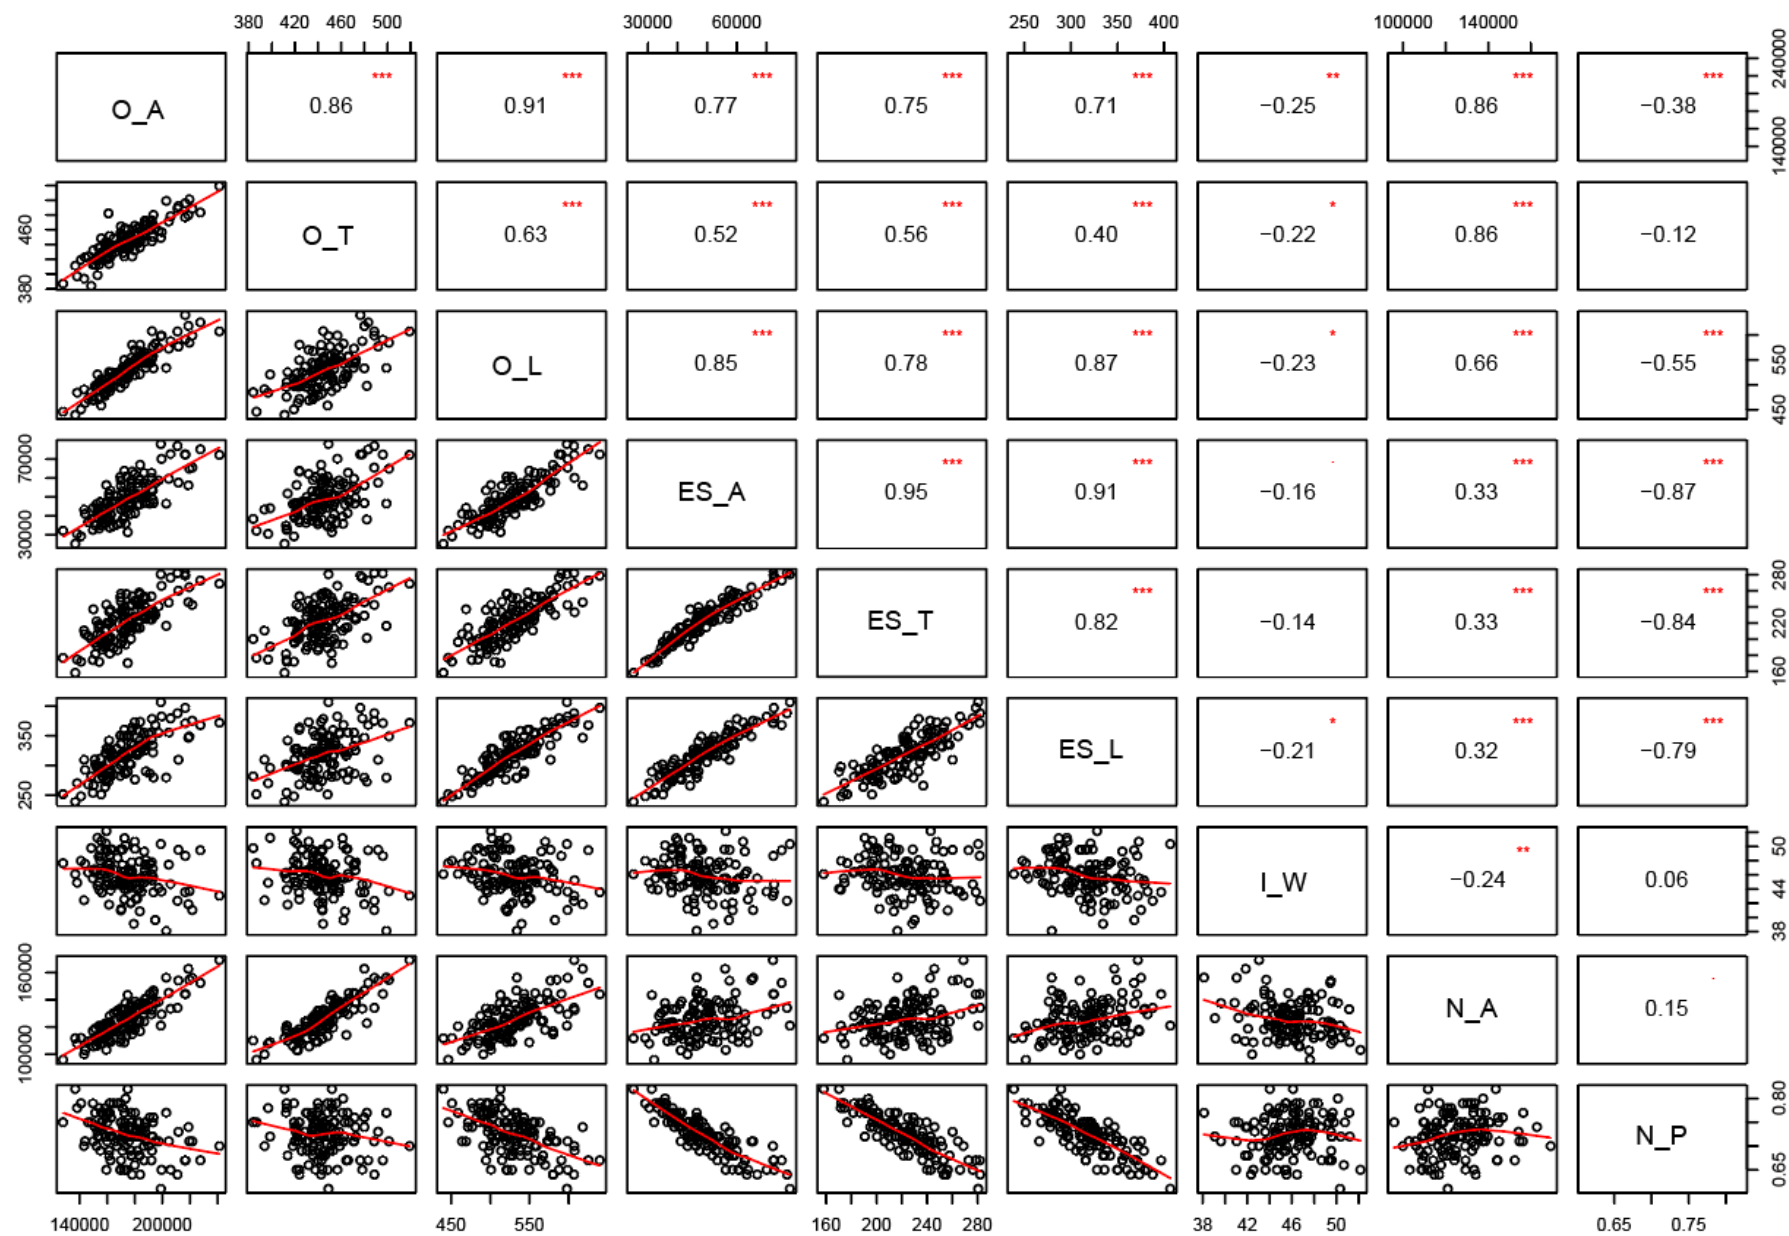 380 420 460 500 30000 60000 250 300 350 400 100000 140000
*** *** *** *** *** ** *** ***
O_A 0.86 0.91 0.77 0.75 0.71 −0.25 0.86 −0.38
140000 240000
*** *** *** *** * ***
O_T 0.63 0.52 0.56 0.40 −0.22 0.86 −0.12
380 460
*** *** *** * *** ***
O_L 0.85 0.78 0.87 −0.23 0.66 −0.55
450 550
*** *** . *** ***
ES_A 0.95 0.91 −0.16 0.33 −0.87
30000 70000
*** *** ***
ES_T 0.82 −0.14 0.33 −0.84
160 220 280
* *** ***
ES_L −0.21 0.32 −0.79
250 350
**
I_W −0.24 0.06
38 44 50
.
N_A 0.15
100000 160000
N_P
0.65 0.80
140000 200000 450 550 160 200 240 280 38 42 46 50 0.65 0.75